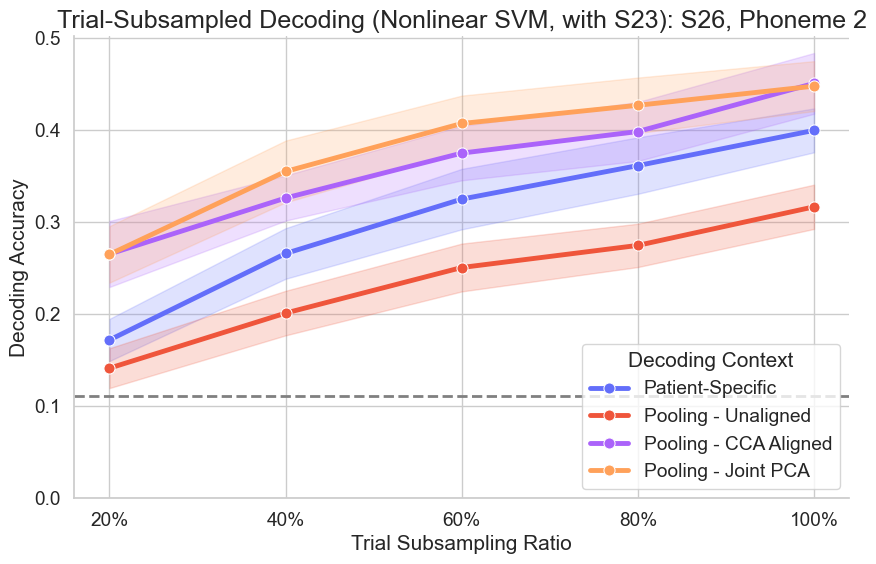 Trial-Subsampled Decoding (Nonlinear SVM, with S23): S26, Phoneme 2
0.5
0.4
0.3
0.2
0.1
0.0
Decoding Accuracy
Decoding Context
Patient-Specific
Pooling - Unaligned
Pooling - CCA Aligned
Pooling - Joint PCA
20%
40%
60%
80%
100%
Trial Subsampling Ratio